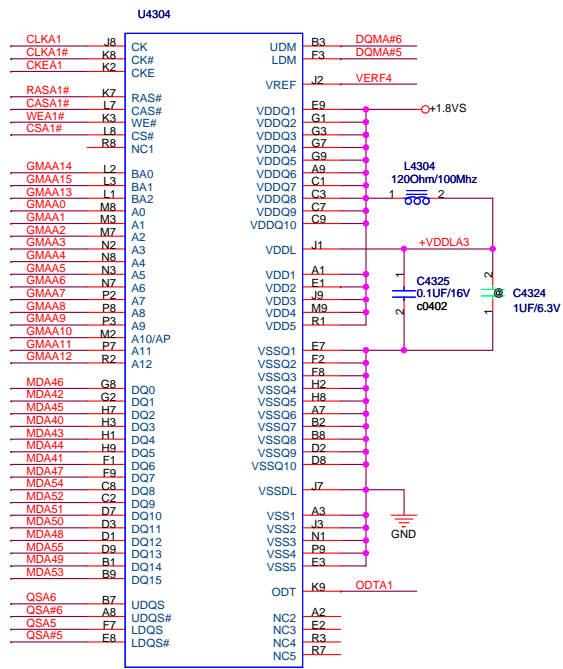 U4304
CLKA1 J8 CK UDM B3 DQMA#6
CLKA1# K8 CK# LDM F3 DQMA#5
CKEA1 K2 CKE
VREF J2 VERF4
RASA1# K7 RAS#
CASA1# L7 CAS# VDDQ1 E9 +1.8VS
WEA1# K3 WE# VDDQ2 G1
CSA1# L8 CS# VDDQ3 G3
R8 NC1 VDDQ4 G7
VDDQ5 G9
GMAA14 L2 BA0 VDDQ6 A9
GMAA15 L3 BA1 VDDQ7 C1
GMAA13 L1 BA2 VDDQ8 C3
L4304
120Ohm/100Mhz
1 2
GMAA0 M8 A0 VDDQ9 C7
GMAA1 M3 A1 VDDQ10 C9
GMAA2 M7 A2
GMAA3 N2 A3 VDDL J1 +VDDLA3
GMAA4 N8 A4
GMAA5 N3 A5 VDD1 A1
GMAA6 N7 A6 VDD2 E1
GMAA7 P2 A7 VDD3 J9
GMAA8 P8 A8 VDD4 M9
GMAA9 P3 A9 VDD5 R1
1 2
C4325
0.1UF/16V
c0402
2 1
@ C4324
1UF/6.3V
GMAA10 M2 A10/AP
GMAA11 P7 A11 VSSQ1 E7
GMAA12 R2 A12 VSSQ2 F2
VSSQ3 F8
MDA46 G8 DQ0 VSSQ4 H2
MDA42 G2 DQ1 VSSQ5 H8
MDA45 H7 DQ2 VSSQ6 A7
MDA40 H3 DQ3 VSSQ7 B2
MDA43 H1 DQ4 VSSQ8 B8
MDA44 H9 DQ5 VSSQ9 D2
MDA41 F1 DQ6 VSSQ10 D8
MDA47 F9 DQ7
MDA54 C8 DQ8 VSSDL J7
MDA52 C2 DQ9
MDA51 D7 DQ10 VSS1 A3
MDA50 D3 DQ11 VSS2 J3
MDA48 D1 DQ12 VSS3 N1
MDA55 D9 DQ13 VSS4 P9
MDA49 B1 DQ14 VSS5 E3
MDA53 B9 DQ15
GND
ODT K9 ODTA1
QSA6 B7 UDQS
QSA#6 A8 UDQS# NC2 A2
QSA5 F7 LDQS NC3 E2
QSA#5 E8 LDQS# NC4 R3
NC5 R7